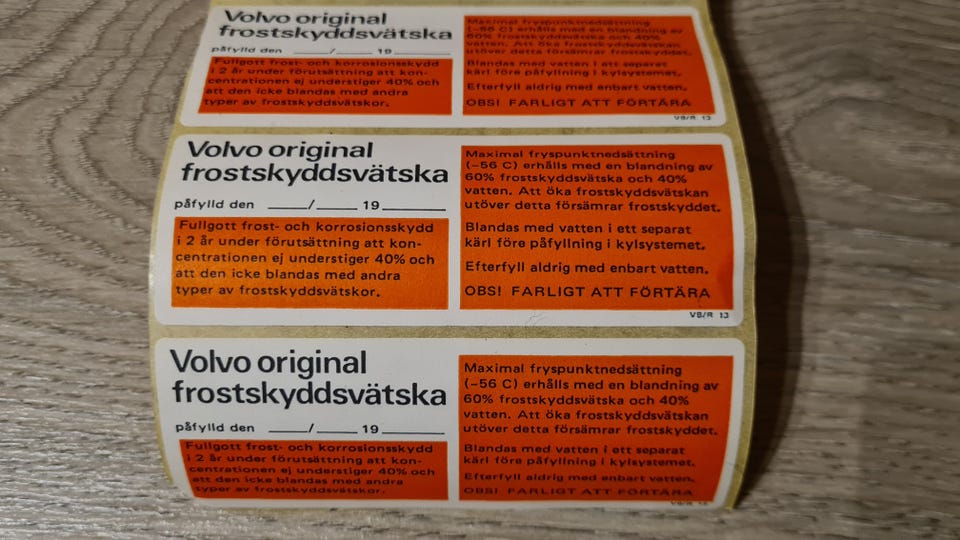 Volvo original
frostskyddsvätska
påfylld den ___/___ 19______
Fullgott frost- och korrosionsskydd
i 2 år under förutsättning att kon-
centrationen ej understiger 40% och
att den icke blandas med andra
typer av frostskyddsvätskor.
Maximal fryspunktnedsättning
(-56 C) erhålls med en blandning av
60% frostskyddsvätska och 40%
vatten. Att öka frostskyddsvätskan
utöver detta försämrar frostskyddet.
Blandas med vatten i ett separat
kärl före påfyllning i kylsystemet.
Efterfyll aldrig med enbart vatten.
OBS! FARLIGT ATT FÖRTÄRA
VB/R 13
Volvo original
frostskyddsvätska
påfylld den ___/___ 19______
Fullgott frost- och korrosionsskydd
i 2 år under förutsättning att kon-
centrationen ej understiger 40% och
att den icke blandas med andra
typer av frostskyddsvätskor.
Maximal fryspunktnedsättning
(-56 C) erhålls med en blandning av
60% frostskyddsvätska och 40%
vatten. Att öka frostskyddsvätskan
utöver detta försämrar frostskyddet.
Blandas med vatten i ett separat
kärl före påfyllning i kylsystemet.
Efterfyll aldrig med enbart vatten.
OBS! FARLIGT ATT FÖRTÄRA
VB/R 13
Volvo original
frostskyddsvätska
påfylld den ___/___ 19______
Fullgott frost- och korrosionsskydd
i 2 år under förutsättning att kon-
centrationen ej understiger 40% och
att den icke blandas med andra
typer av frostskyddsvätskor.
Maximal fryspunktnedsättning
(-56 C) erhålls med en blandning av
60% frostskyddsvätska och 40%
vatten. Att öka frostskyddsvätskan
utöver detta försämrar frostskyddet.
Blandas med vatten i ett separat
kärl före påfyllning i kylsystemet.
Efterfyll aldrig med enbart vatten.
OBS! FARLIGT ATT FÖRTÄRA
VB/R 13